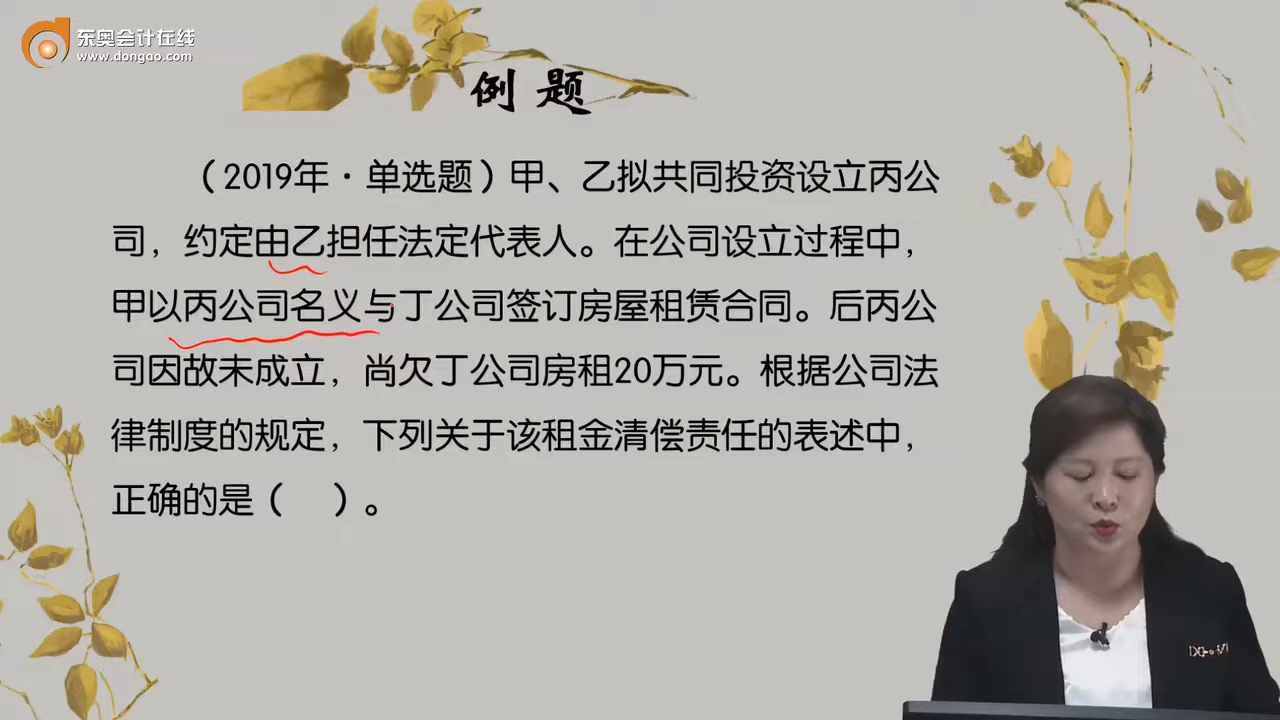 东奥会计在线
www.dongao.com
例 题
（2019年·单选题）甲、乙拟共同投资设立丙公
司，约定由乙担任法定代表人。在公司设立过程中，
甲以丙公司名义与丁公司签订房屋租赁合同。后丙公
司因故未成立，尚欠丁公司房租20万元。根据公司法
律制度的规定，下列关于该租金清偿责任的表述中，
正确的是（　）。